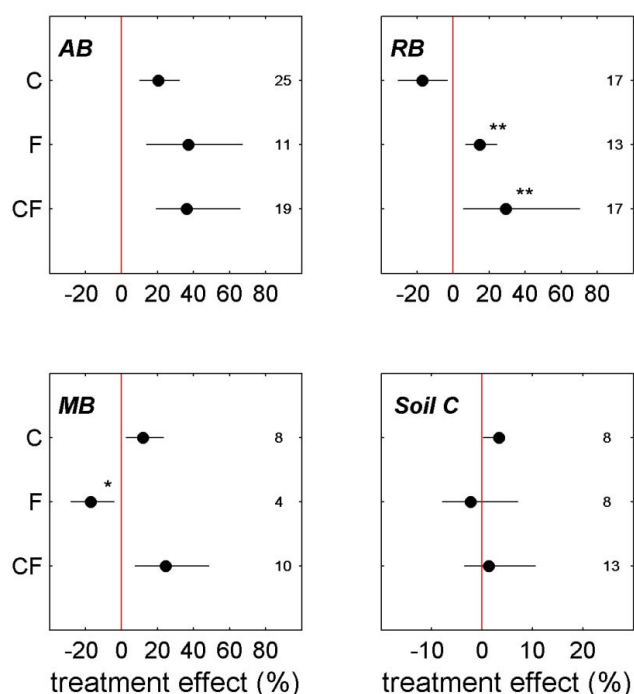 AB
C 25
F 11
CF 19
-20 0 20 40 60 80
RB
17
** 13
** 17
-20 0 20 40 60 80
MB
C 8
F * 4
CF 10
-20 0 20 40 60 80
treatment effect (%)
Soil C
8
8
13
-10 0 10 20
treatment effect (%)